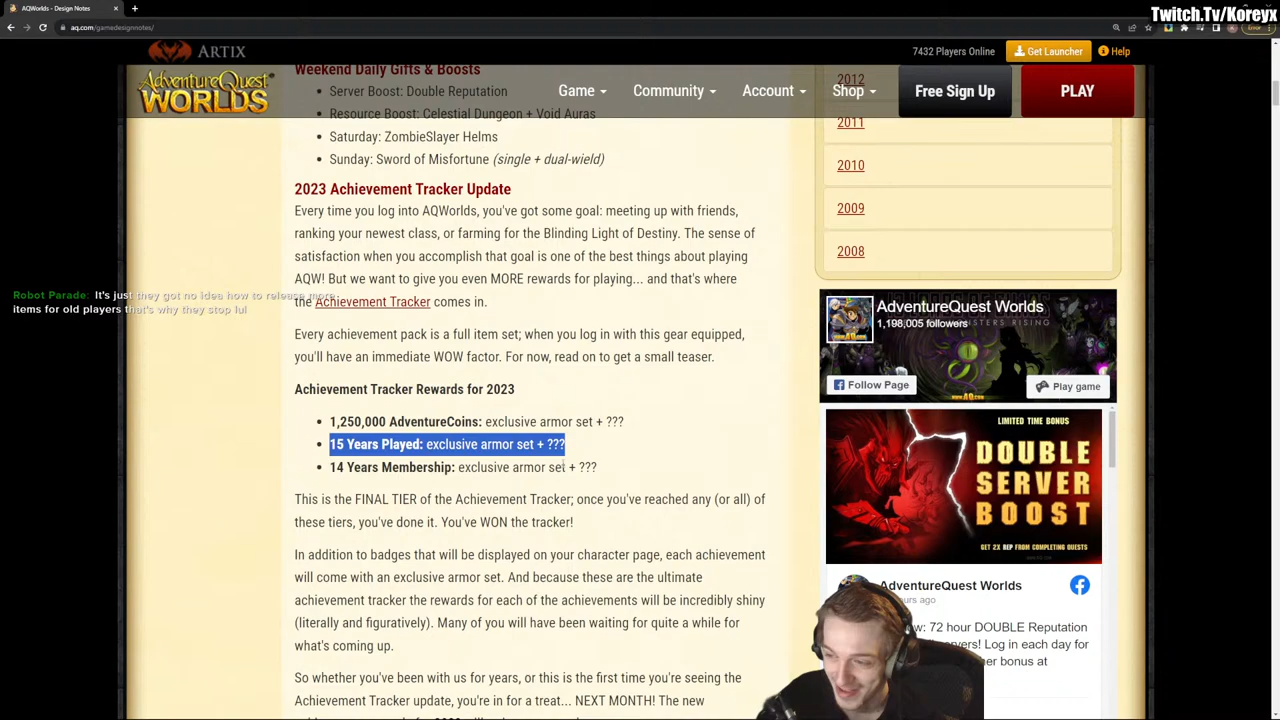 AQWorlds - Design Notes
Twitch.Tv/Koreyx
aq.com/gamedesignnotes/
ARTIX
7432 Players Online
Get Launcher
Help
AdventureQuest
WORLDS
Game
Community
Account
Shop
Free Sign Up
PLAY
Weekend Daily Gifts & Boosts
Server Boost: Double Reputation
Resource Boost: Celestial Dungeon + Void Auras
Saturday: ZombieSlayer Helms
Sunday: Sword of Misfortune (single + dual-wield)
2023 Achievement Tracker Update
Every time you log into AQWorlds, you've got some goal: meeting up with friends,
ranking your newest class, or farming for the Blinding Light of Destiny. The sense of
satisfaction when you accomplish that goal is one of the best things about playing
AQW! But we want to give you even MORE rewards for playing... and that's where
the Achievement Tracker comes in.
Robot Parade: It's just they got no idea how to release more
items for old players that's why they stop lul
Every achievement pack is a full item set; when you log in with this gear equipped,
you'll have an immediate WOW factor. For now, read on to get a small teaser.
Achievement Tracker Rewards for 2023
1,250,000 AdventureCoins: exclusive armor set + ???
15 Years Played: exclusive armor set + ???
14 Years Membership: exclusive armor set + ???
This is the FINAL TIER of the Achievement Tracker; once you've reached any (or all) of
these tiers, you've done it. You've WON the tracker!
In addition to badges that will be displayed on your character page, each achievement
will come with an exclusive armor set. And because these are the ultimate
achievement tracker the rewards for each of the achievements will be incredibly shiny
(literally and figuratively). Many of you will have been waiting for quite a while for
what's coming up.
So whether you've been with us for years, or this is the first time you're seeing the
Achievement Tracker update, you're in for a treat... NEXT MONTH! The new
2012
2011
2010
2009
2008
AdventureQuest Worlds
1,198,005 followers
Follow Page
Play game
LIMITED TIME BONUS
DOUBLE
SERVER
BOOST
GET 2X REP FROM COMPLETING QUESTS
AdventureQuest Worlds
ours ago
w: 72 hour DOUBLE Reputation
servers! Log in each day for
her bonus at